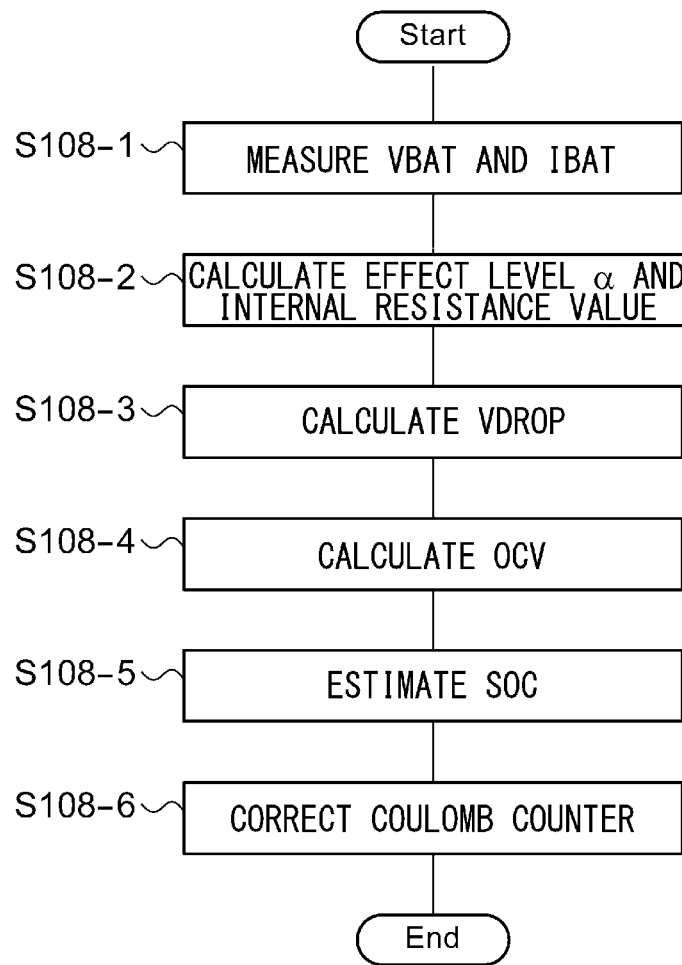 Start
S108-1
MEASURE VBAT AND IBAT
S108-2
CALCULATE EFFECT LEVEL α AND
INTERNAL RESISTANCE VALUE
S108-3
CALCULATE VDROP
S108-4
CALCULATE OCV
S108-5
ESTIMATE SOC
S108-6
CORRECT COULOMB COUNTER
End